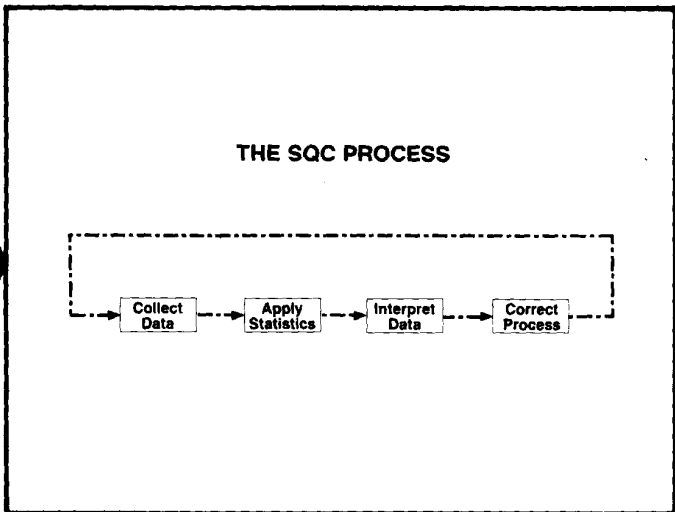 THE SQC PROCESS
Collect
Data
Apply
Statistics
Interpret
Data
Correct
Process